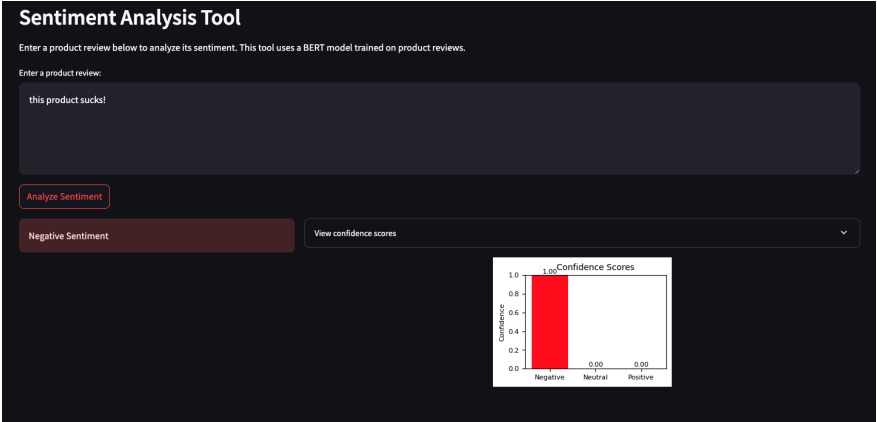 Sentiment Analysis Tool
Enter a product review below to analyze its sentiment. This tool uses a BERT model trained on product reviews.
Enter a product review:
this product sucks!
Analyze Sentiment
Negative Sentiment
View confidence scores
Confidence Scores
1.00
1.0
0.8
0.6
0.4
0.2
0.0
Confidence
0.00
0.00
Negative
Neutral
Positive